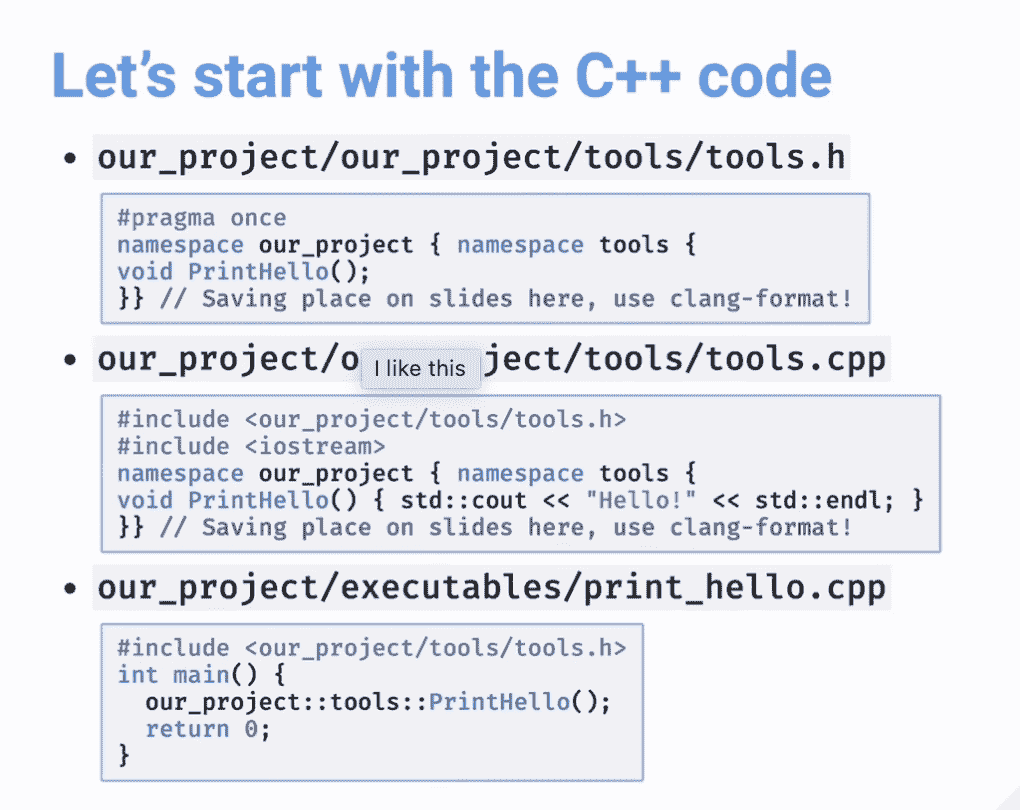 Let’s start with the C++ code
• our_project/our_project/tools/tools.h
#pragma once
namespace our_project { namespace tools {
void PrintHello();
}} // Saving place on slides here, use clang-format!
• our_project/o ject/tools/tools.cpp
I like this
#include <our_project/tools/tools.h>
#include <iostream>
namespace our_project { namespace tools {
void PrintHello() { std::cout << "Hello!" << std::endl; }
}} // Saving place on slides here, use clang-format!
• our_project/executables/print_hello.cpp
#include <our_project/tools/tools.h>
int main() {
  our_project::tools::PrintHello();
  return 0;
}